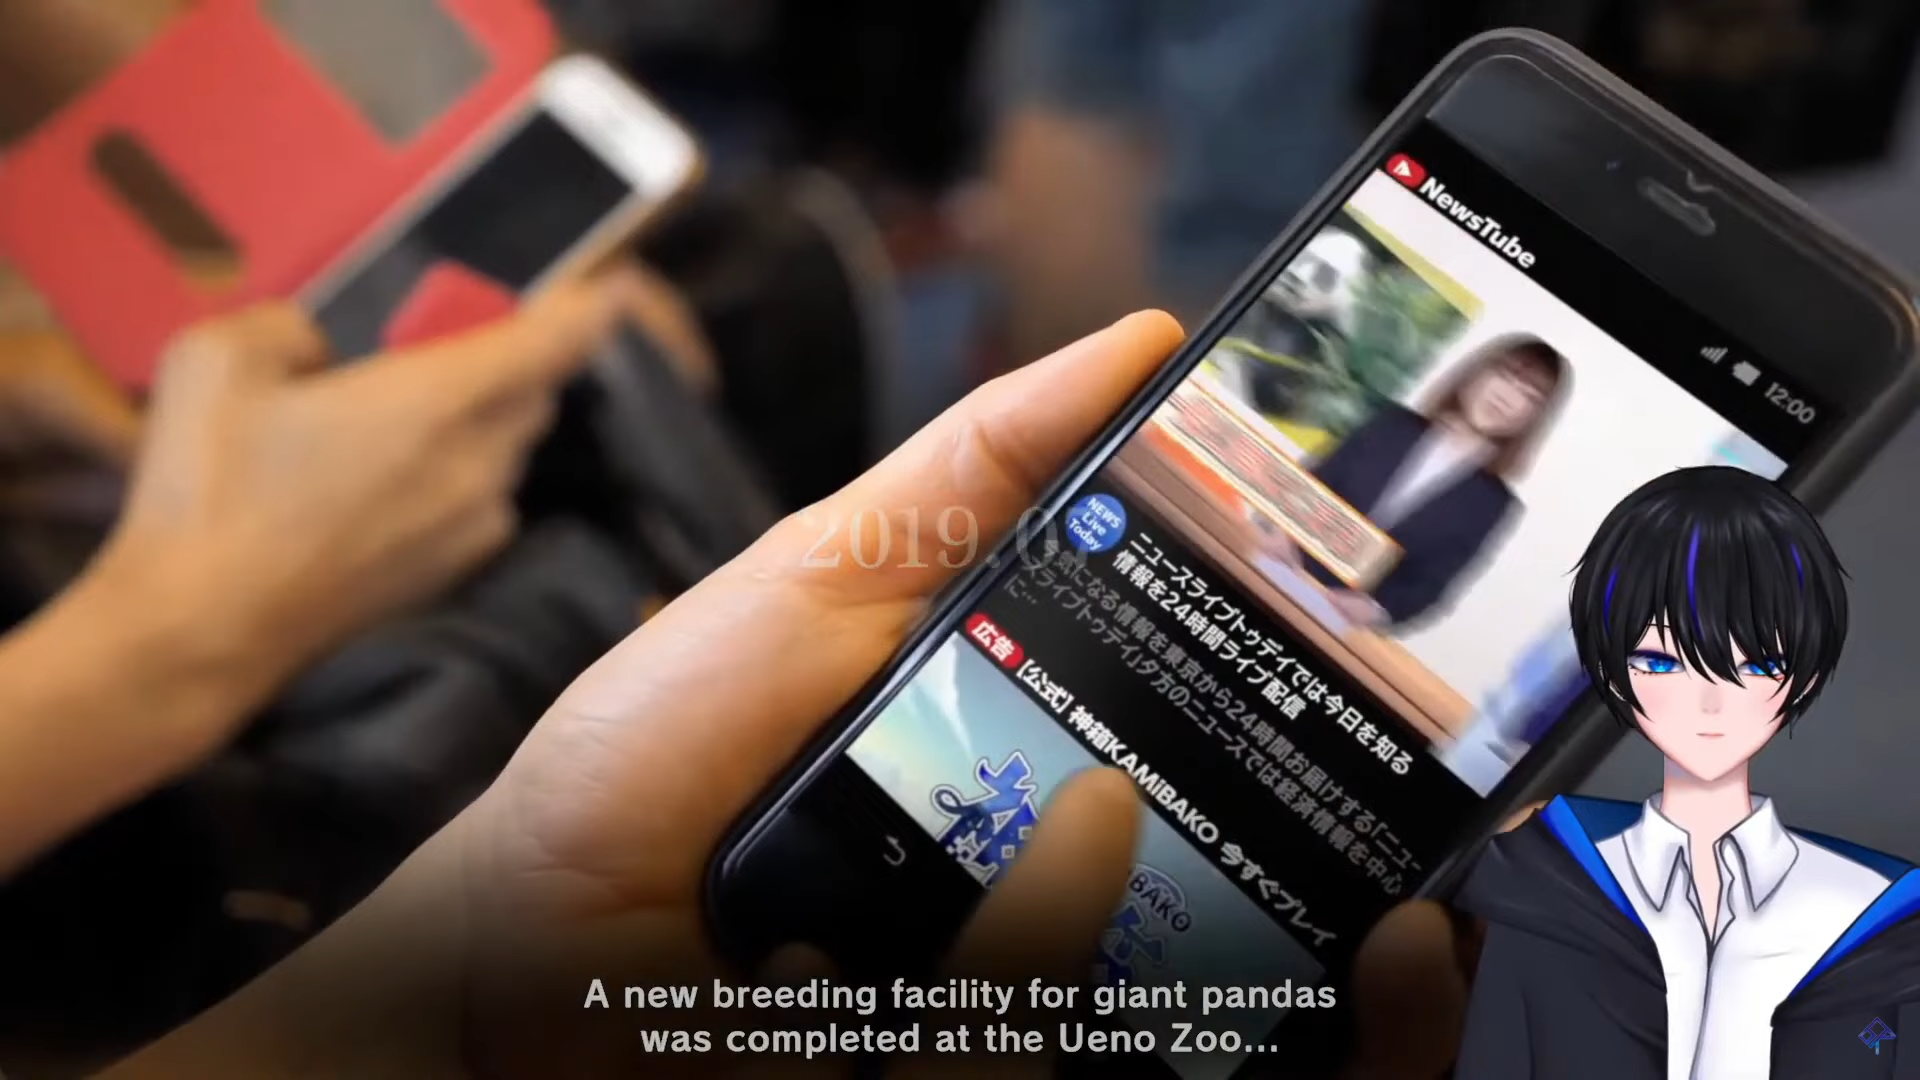 NewsTube
12:00
NEWS
Live
Today
ニュースライブトゥデイでは今日を知る
情報を24時間ライブ配信
今気になる情報を東京から24時間お届けする「ニュー
スライブトゥデイ」夕方のニュースでは経済情報を中心
に...
広告
[公式] 神箱KAMiBAKO 今すぐプレイ
BAKO
2019.07
A new breeding facility for giant pandas
was completed at the Ueno Zoo...